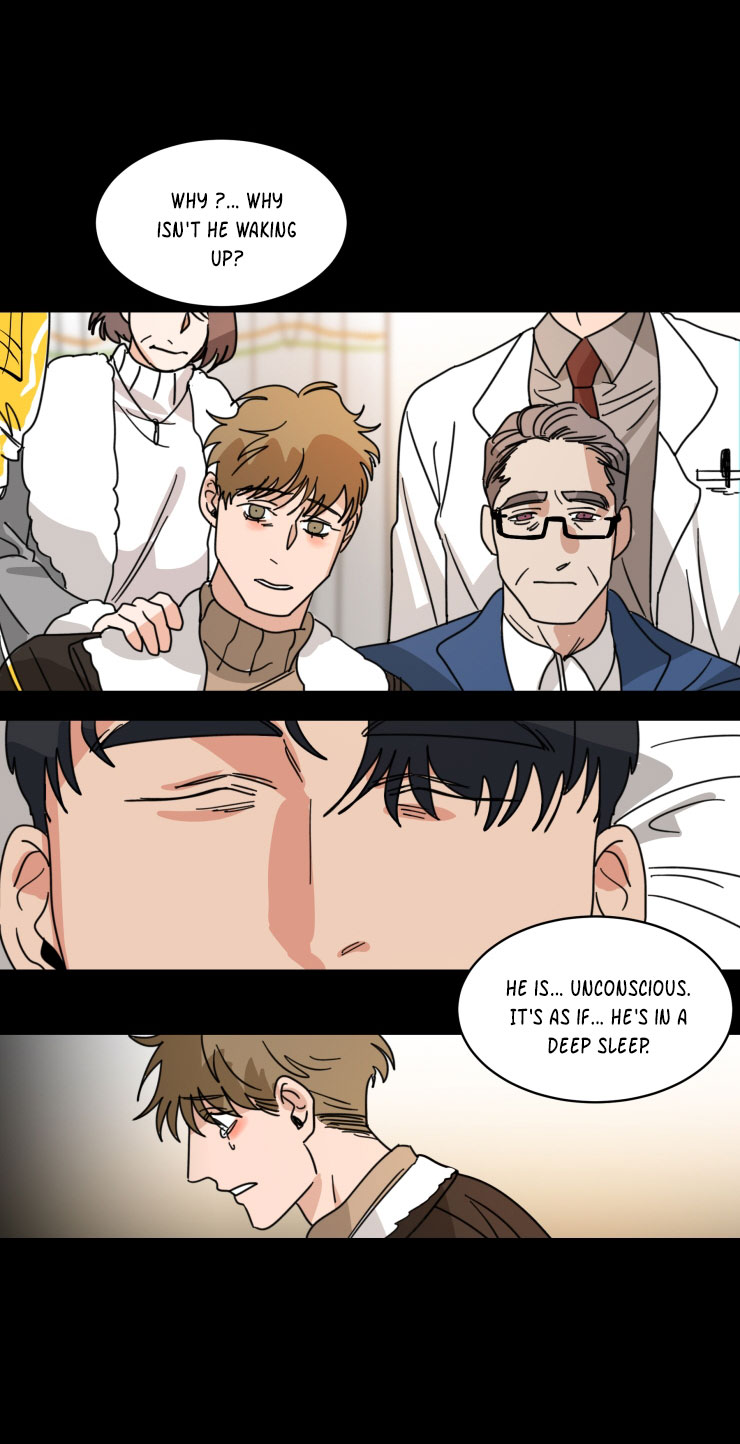 WHY ?... WHY
ISN'T HE WAKING
UP?
HE IS... UNCONSCIOUS.
IT'S AS IF... HE'S IN A
DEEP SLEEP.